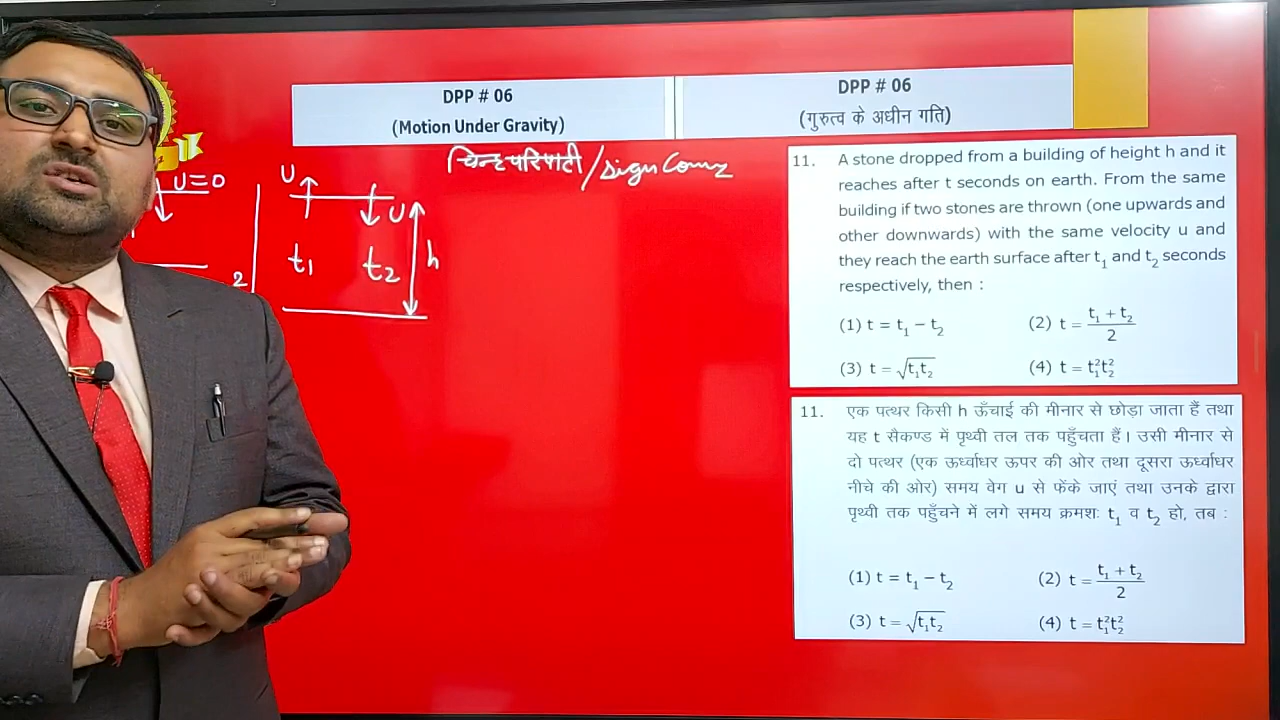 DPP # 06
(Motion Under Gravity)
DPP # 06
(गुरुत्व के अधीन गति)
चिन्ह परिपाटी / Sign Conv
u=0
2
U
U
t₁
t₂
h
11. A stone dropped from a building of height h and it
reaches after t seconds on earth. From the same
building if two stones are thrown (one upwards and
other downwards) with the same velocity u and
they reach the earth surface after t₁ and t₂ seconds
respectively, then :
(1) t = t₁ − t₂ (2) t = (t₁ + t₂)/2
(3) t = √t₁t₂ (4) t = t₁²t₂²
11. एक पत्थर किसी h ऊँचाई की मीनार से छोड़ा जाता हैं तथा
यह t सैकण्ड में पृथ्वी तल तक पहुँचता हैं। उसी मीनार से
दो पत्थर (एक ऊर्ध्वाधर ऊपर की ओर तथा दूसरा ऊर्ध्वाधर
नीचे की ओर) समय वेग u से फेंके जाएं तथा उनके द्वारा
पृथ्वी तक पहुँचने में लगे समय क्रमशः t₁ व t₂ हो, तब :
(1) t = t₁ − t₂ (2) t = (t₁ + t₂)/2
(3) t = √t₁t₂ (4) t = t₁²t₂²